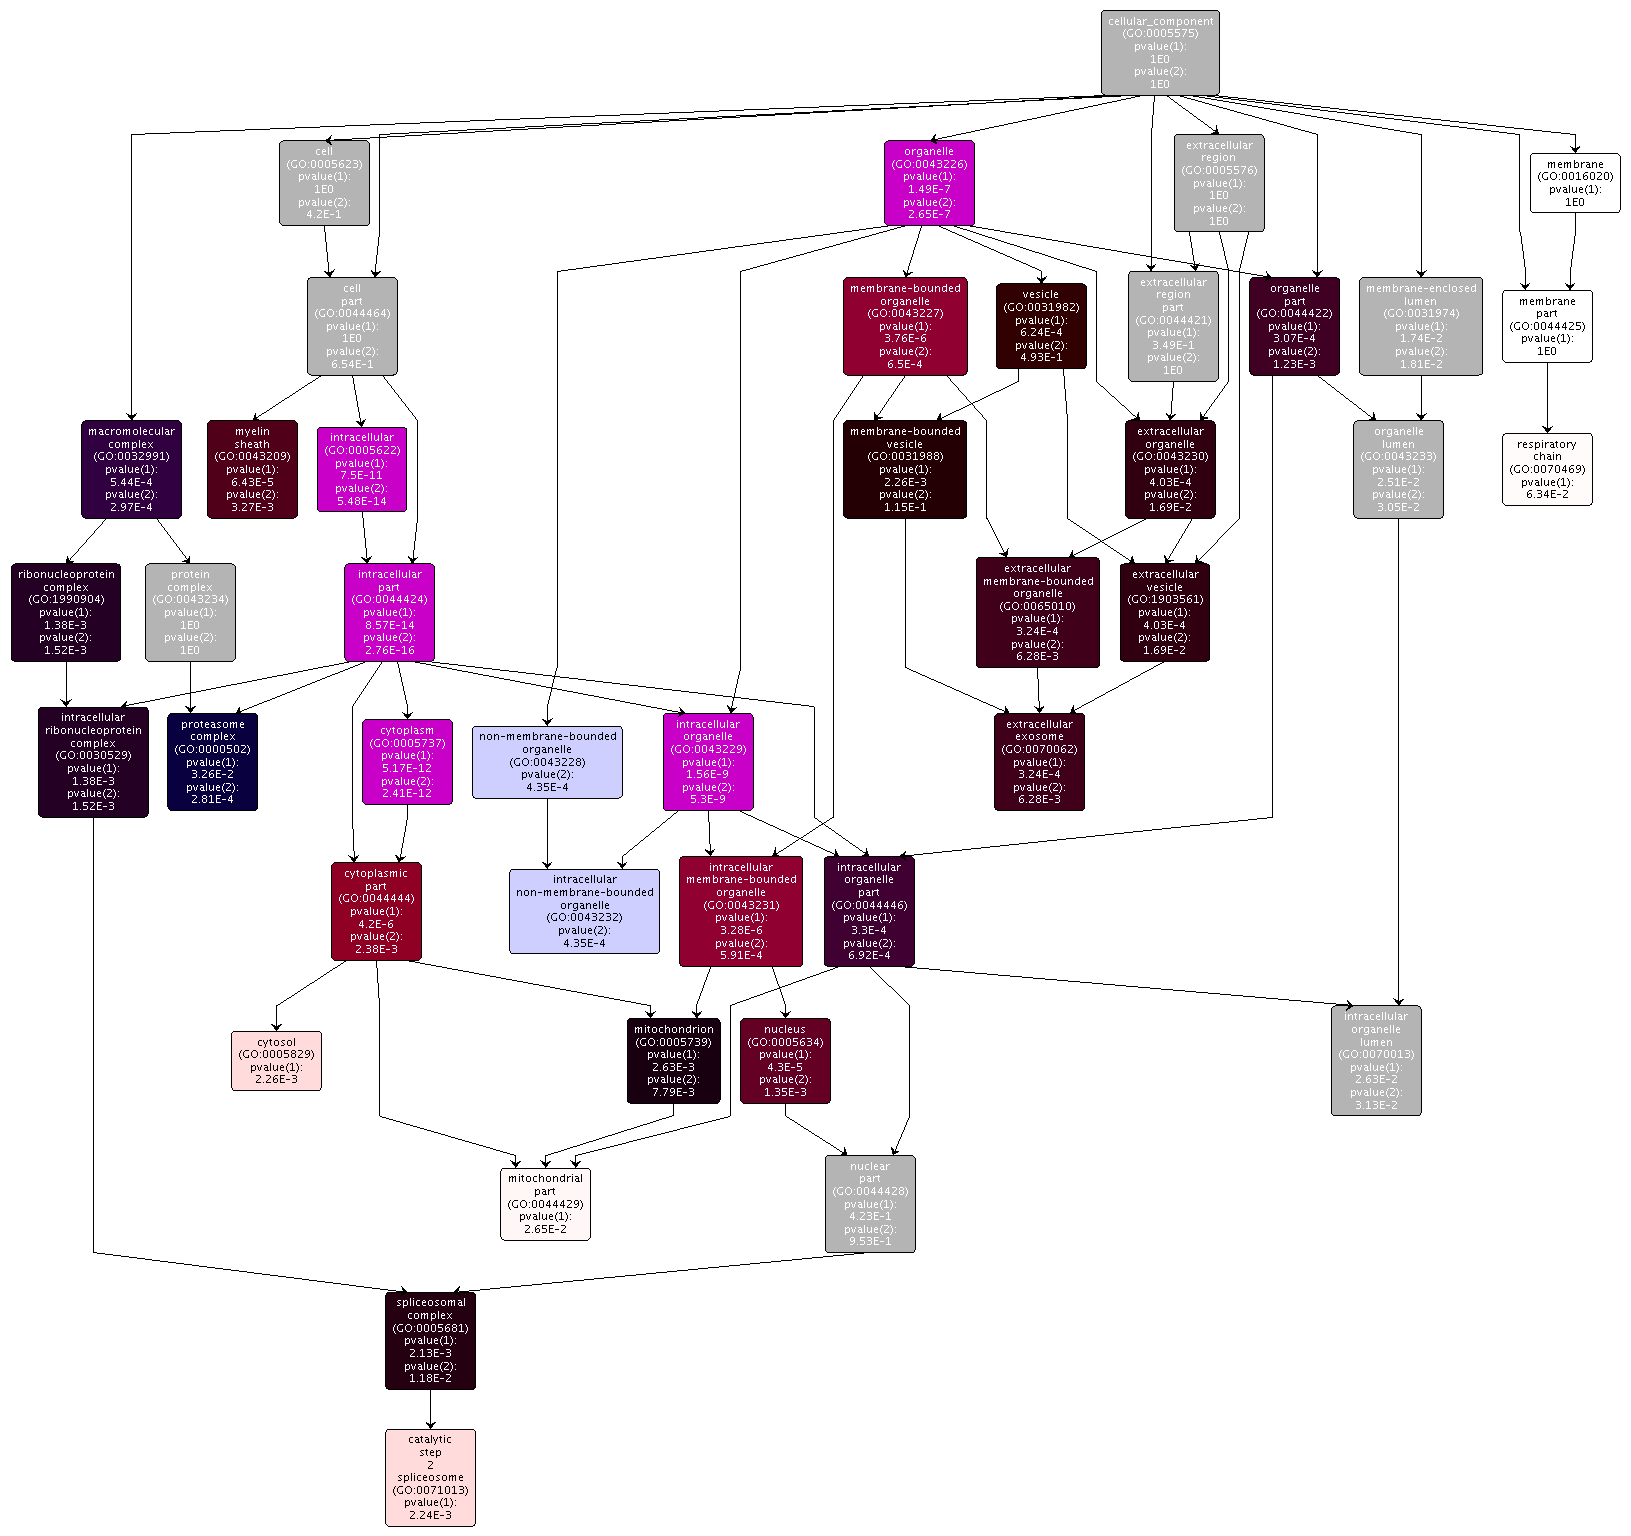 cellular_component
(GO:0005575)
pvalue(1):
1E0
pvalue(2):
1E0
cell
(GO:0005623)
pvalue(1):
1E0
pvalue(2):
4.2E-1
organelle
(GO:0043226)
pvalue(1):
1.49E-7
pvalue(2):
2.65E-7
extracellular
region
(GO:0005576)
pvalue(1):
1E0
pvalue(2):
1E0
membrane
(GO:0016020)
pvalue(1):
1E0
cell
part
(GO:0044464)
pvalue(1):
1E0
pvalue(2):
6.54E-1
membrane-bounded
organelle
(GO:0043227)
pvalue(1):
3.76E-6
pvalue(2):
6.5E-4
vesicle
(GO:0031982)
pvalue(1):
6.24E-4
pvalue(2):
4.93E-1
extracellular
region
part
(GO:0044421)
pvalue(1):
3.49E-1
pvalue(2):
1E0
organelle
part
(GO:0044422)
pvalue(1):
3.07E-4
pvalue(2):
1.23E-3
membrane-enclosed
lumen
(GO:0031974)
pvalue(1):
1.74E-2
pvalue(2):
1.81E-2
membrane
part
(GO:0044425)
pvalue(1):
1E0
macromolecular
complex
(GO:0032991)
pvalue(1):
5.44E-4
pvalue(2):
2.97E-4
myelin
sheath
(GO:0043209)
pvalue(1):
6.43E-5
pvalue(2):
3.27E-3
intracellular
(GO:0005622)
pvalue(1):
7.5E-11
pvalue(2):
5.48E-14
membrane-bounded
vesicle
(GO:0031988)
pvalue(1):
2.26E-3
pvalue(2):
1.15E-1
extracellular
organelle
(GO:0043230)
pvalue(1):
4.03E-4
pvalue(2):
1.69E-2
organelle
lumen
(GO:0043233)
pvalue(1):
2.51E-2
pvalue(2):
3.05E-2
respiratory
chain
(GO:0070469)
pvalue(1):
6.34E-2
ribonucleoprotein
complex
(GO:1990904)
pvalue(1):
1.38E-3
pvalue(2):
1.52E-3
protein
complex
(GO:0043234)
pvalue(1):
1E0
pvalue(2):
1E0
intracellular
part
(GO:0044424)
pvalue(1):
8.57E-14
pvalue(2):
2.76E-16
extracellular
membrane-bounded
organelle
(GO:0065010)
pvalue(1):
3.24E-4
pvalue(2):
6.28E-3
extracellular
vesicle
(GO:1903561)
pvalue(1):
4.03E-4
pvalue(2):
1.69E-2
intracellular
ribonucleoprotein
complex
(GO:0030529)
pvalue(1):
1.38E-3
pvalue(2):
1.52E-3
proteasome
complex
(GO:0000502)
pvalue(1):
3.26E-2
pvalue(2):
2.81E-4
cytoplasm
(GO:0005737)
pvalue(1):
5.17E-12
pvalue(2):
2.41E-12
non-membrane-bounded
organelle
(GO:0043228)
pvalue(2):
4.35E-4
intracellular
organelle
(GO:0043229)
pvalue(1):
1.56E-9
pvalue(2):
5.3E-9
extracellular
exosome
(GO:0070062)
pvalue(1):
3.24E-4
pvalue(2):
6.28E-3
cytoplasmic
part
(GO:0044444)
pvalue(1):
4.2E-6
pvalue(2):
2.38E-3
intracellular
non-membrane-bounded
organelle
(GO:0043232)
pvalue(2):
4.35E-4
intracellular
membrane-bounded
organelle
(GO:0043231)
pvalue(1):
3.28E-6
pvalue(2):
5.91E-4
intracellular
organelle
part
(GO:0044446)
pvalue(1):
3.3E-4
pvalue(2):
6.92E-4
cytosol
(GO:0005829)
pvalue(1):
2.26E-3
mitochondrion
(GO:0005739)
pvalue(1):
2.63E-3
pvalue(2):
7.79E-3
nucleus
(GO:0005634)
pvalue(1):
4.3E-5
pvalue(2):
1.35E-3
intracellular
organelle
lumen
(GO:0070013)
pvalue(1):
2.63E-2
pvalue(2):
3.13E-2
mitochondrial
part
(GO:0044429)
pvalue(1):
2.65E-2
nuclear
part
(GO:0044428)
pvalue(1):
4.23E-1
pvalue(2):
9.53E-1
spliceosomal
complex
(GO:0005681)
pvalue(1):
2.13E-3
pvalue(2):
1.18E-2
catalytic
step
2
spliceosome
(GO:0071013)
pvalue(1):
2.24E-3